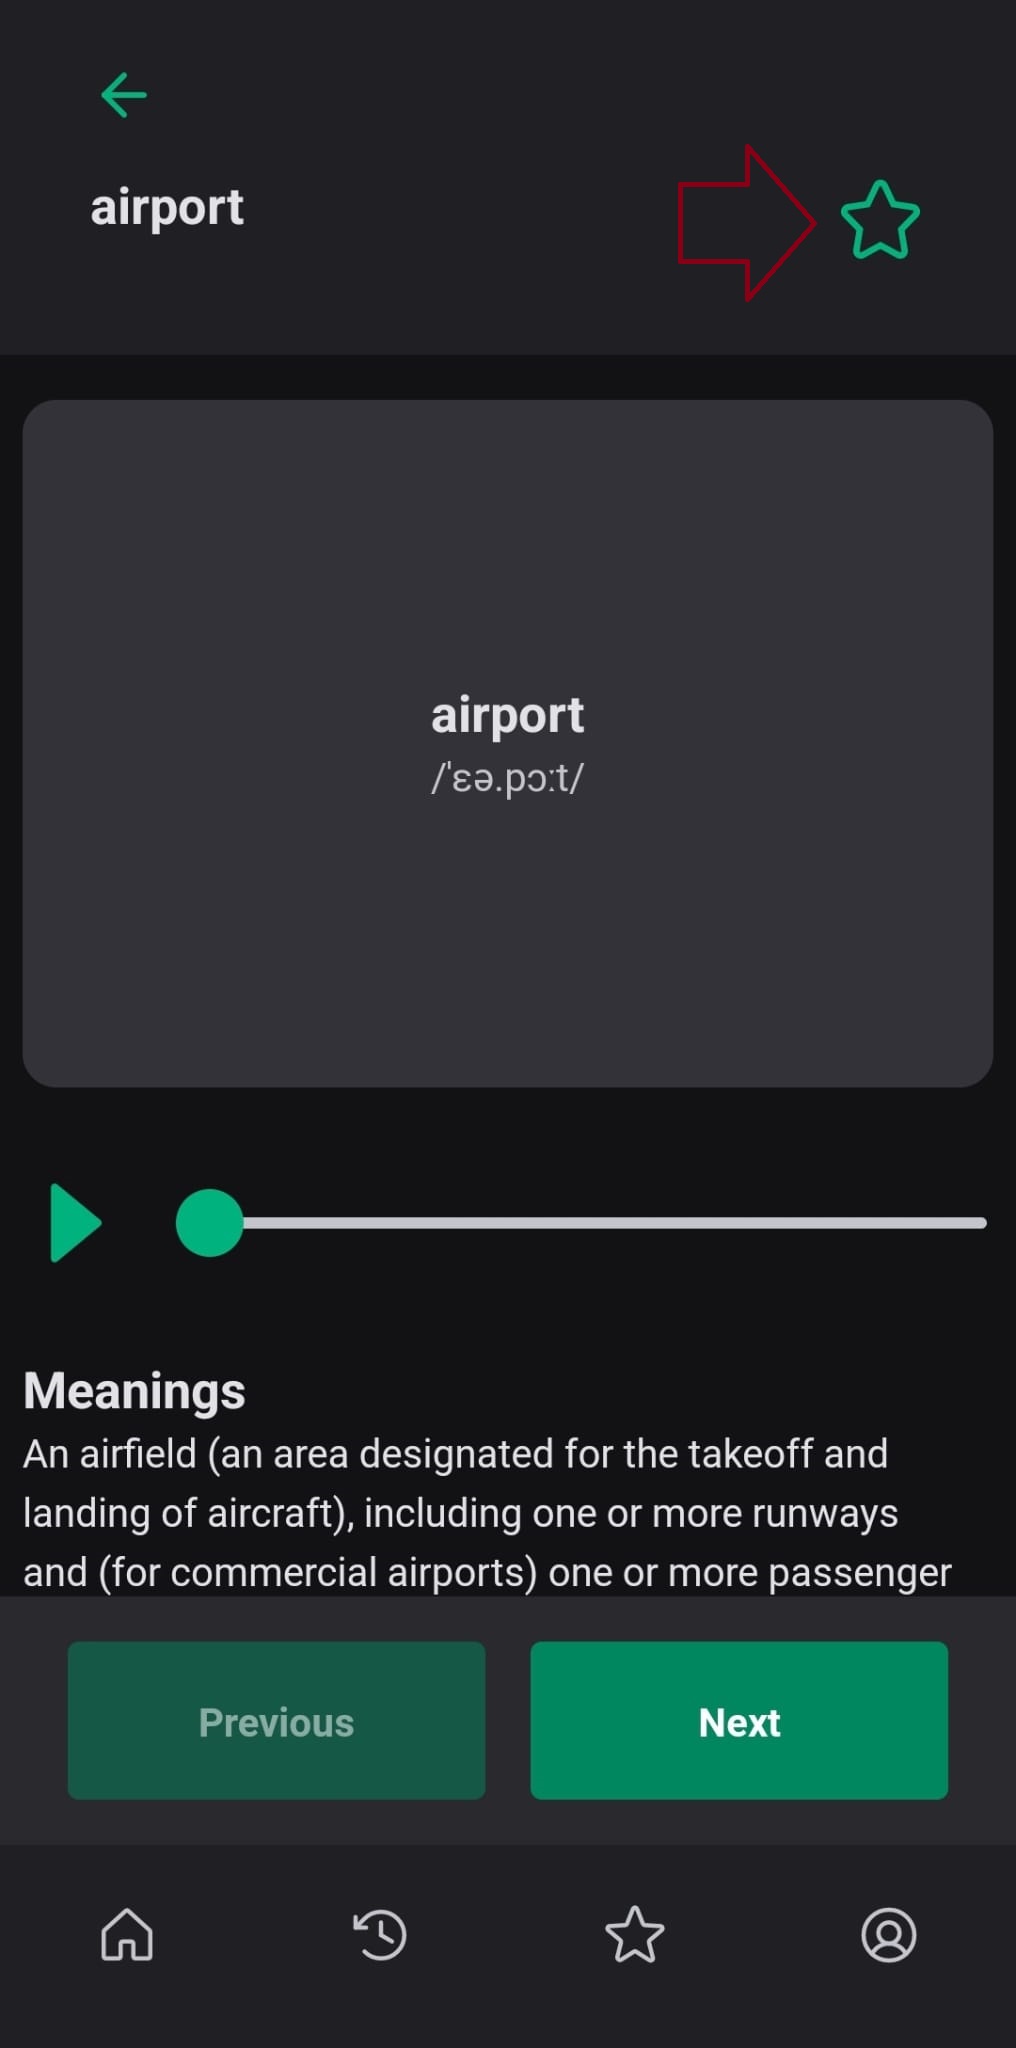 airport
airport
/ˈɛə.pɔːt/
Meanings
An airfield (an area designated for the takeoff and
landing of aircraft), including one or more runways
and (for commercial airports) one or more passenger
Previous
Next